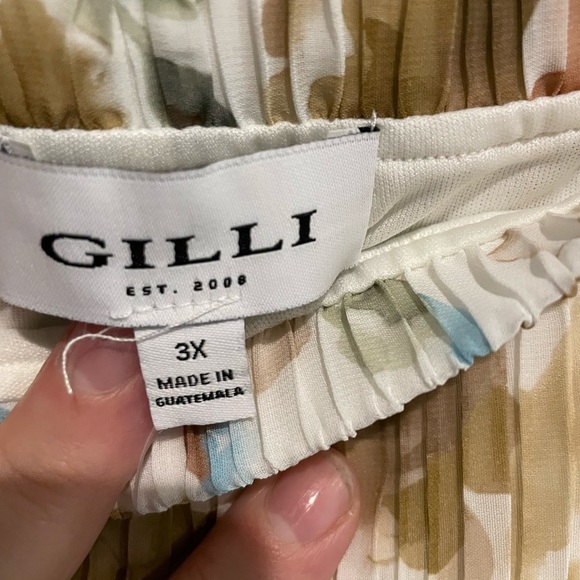 GILLI
EST. 2008
3X
MADE IN
GUATEMALA